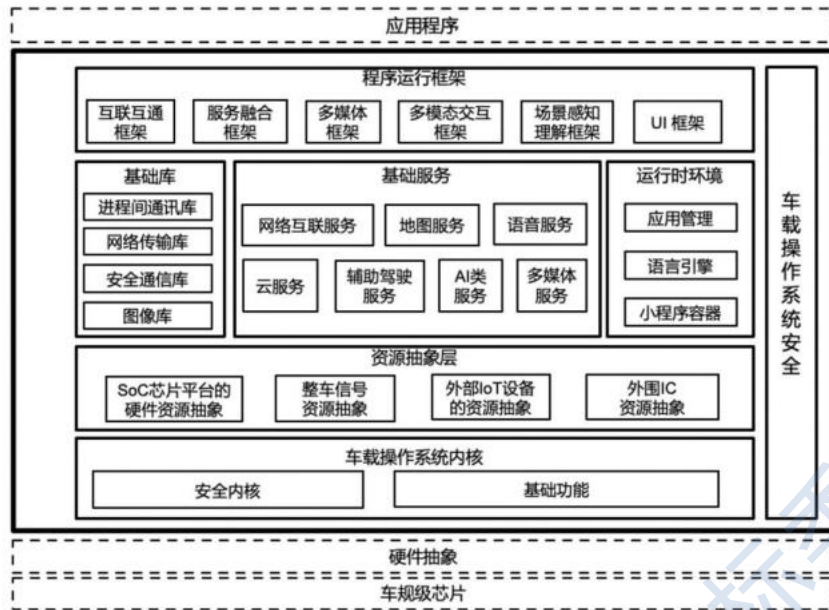 应用程序
程序运行框架
互联互通
框架
服务融合
框架
多媒体
框架
多模态交互
框架
场景感知
理解框架
UI 框架
基础库
进程间通讯库
网络传输库
安全通信库
图像库
基础服务
网络互联服务
地图服务
语音服务
云服务
辅助驾驶
服务
AI类
服务
多媒体
服务
运行时环境
应用管理
语言引擎
小程序容器
资源抽象层
SoC芯片平台的
硬件资源抽象
整车信号
资源抽象
外部IoT设备
的资源抽象
外围IC
资源抽象
车载操作系统内核
安全内核
基础功能
车载操作系统安全
硬件抽象
车规级芯片